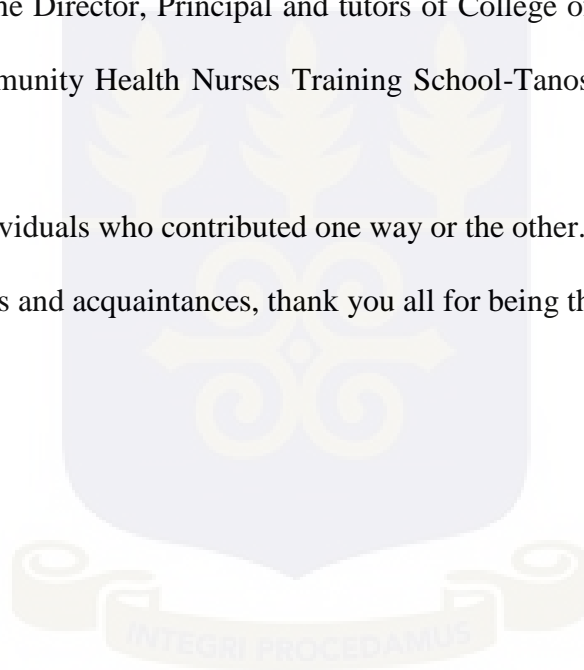 he Director, Principal and tutors of College o
munity Health Nurses Training School-Tanos
viduals who contributed one way or the other.
s and acquaintances, thank you all for being th
INTEGRI PROCEDAMUS